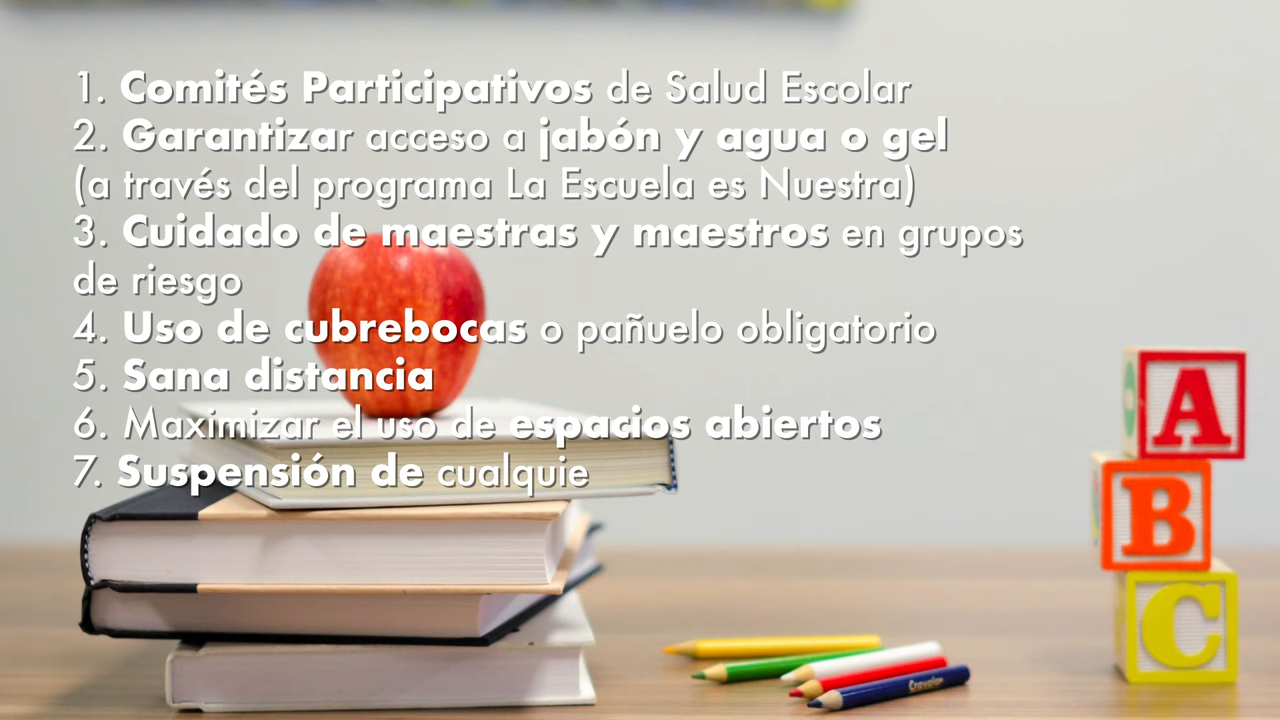 1. Comités Participativos de Salud Escolar
2. Garantizar acceso a jabón y agua o gel
(a través del programa La Escuela es Nuestra)
3. Cuidado de maestras y maestros en grupos
de riesgo
4. Uso de cubrebocas o pañuelo obligatorio
5. Sana distancia
6. Maximizar el uso de espacios abiertos
7. Suspensión de cualquie
A
B
C
Crayola